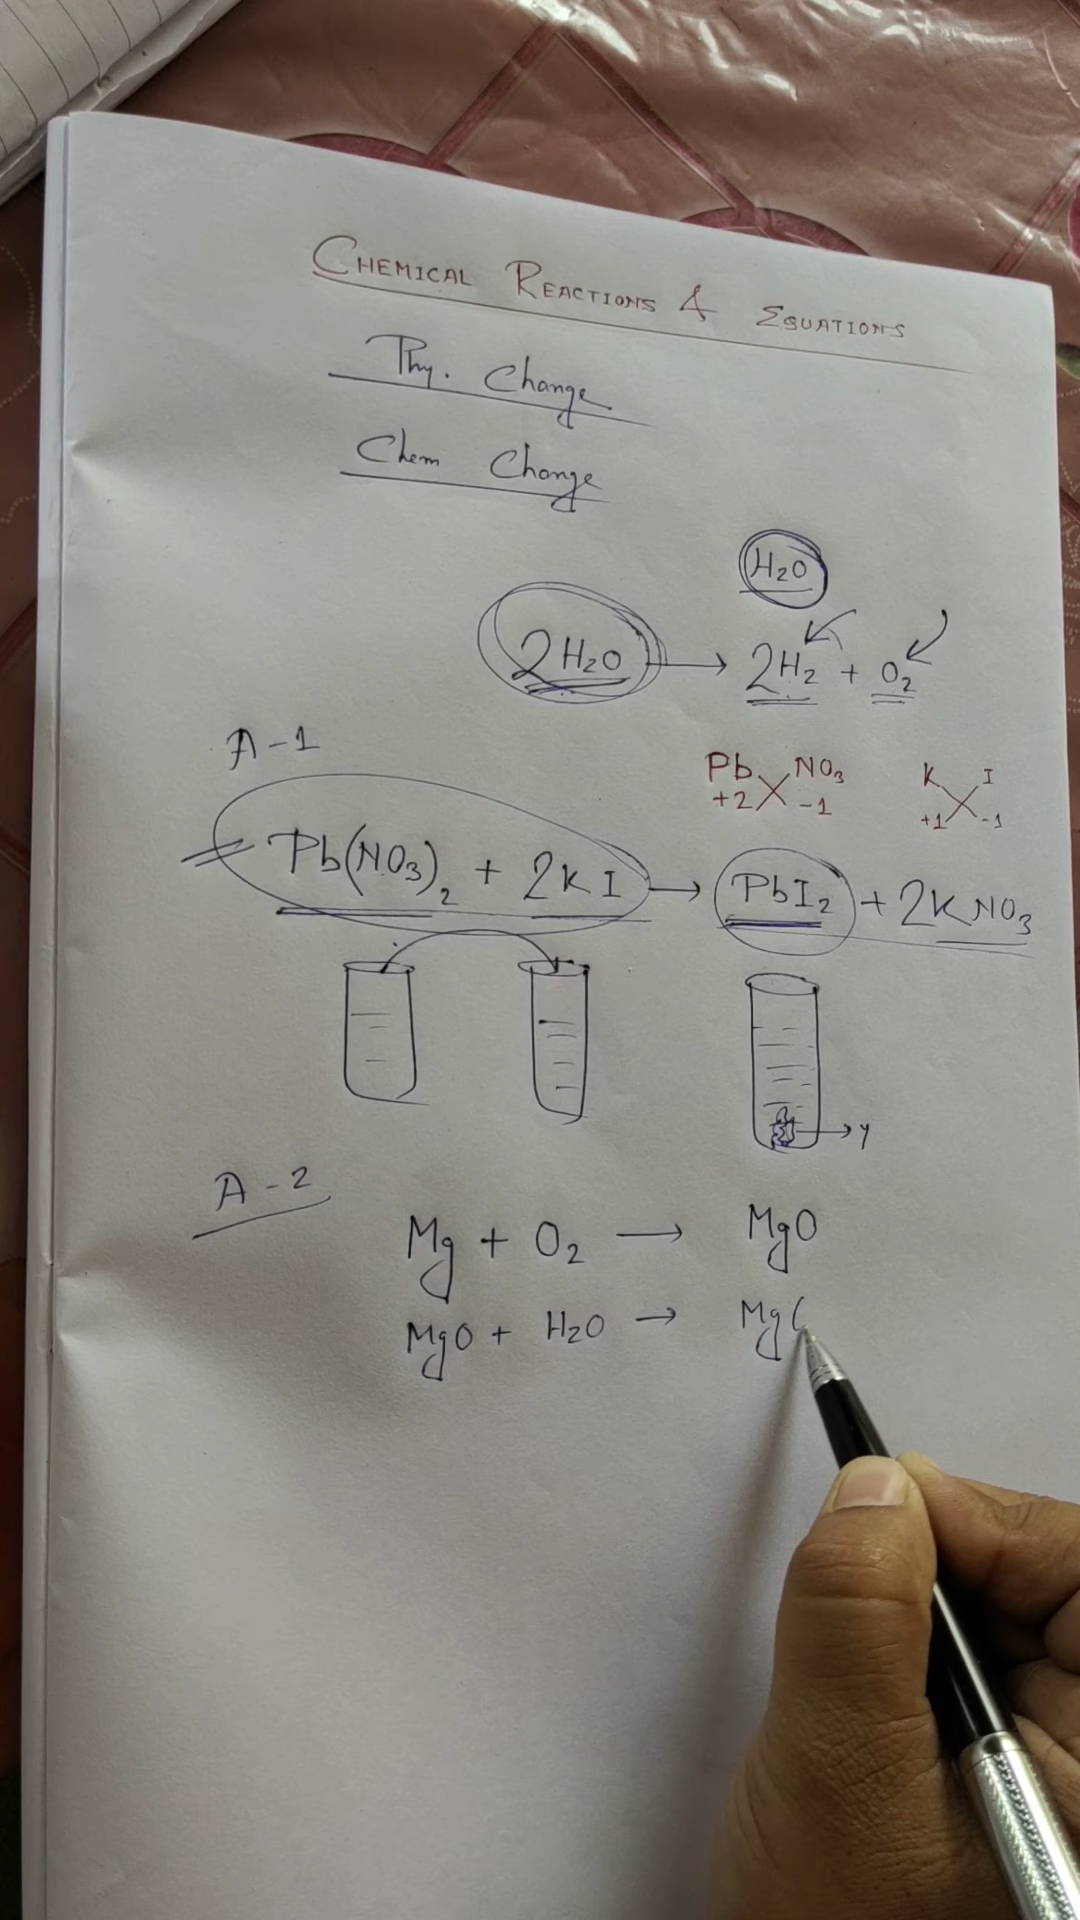 CHEMICAL REACTIONS & EQUATIONS
Phy. Change
Chem Change
H₂O
2H₂O → 2H₂ + O₂
A-1
Pb NO₃ K I
+2 -1 +1 -1
Pb(NO₃)₂ + 2KI → PbI₂ + 2KNO₃
→ y
A-2
Mg + O₂ → MgO
MgO + H₂O → Mg(